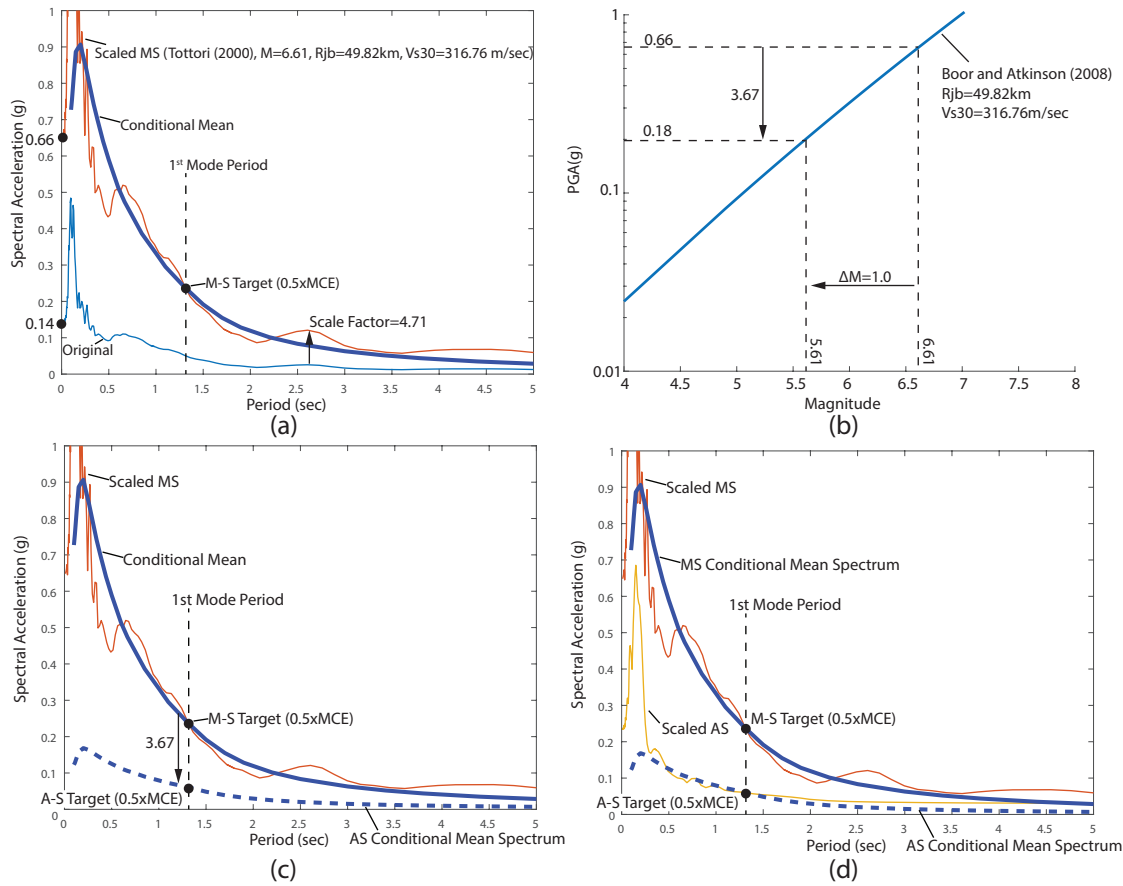 (a)
Spectral Acceleration (g)
1
0.9
0.8
0.7
0.6
0.5
0.4
0.3
0.2
0.1
0
0.66
0.14
Scaled MS (Tottori (2000), M=6.61, Rjb=49.82km, Vs30=316.76 m/sec)
Conditional Mean
1st Mode Period
M-S Target (0.5xMCE)
Scale Factor=4.71
Original
0 0.5 1 1.5 2 2.5 3 3.5 4 4.5 5
Period (sec)
(a)
PGA(g)
1
0.1
0.01
0.66
3.67
0.18
Boor and Atkinson (2008)
Rjb=49.82km
Vs30=316.76m/sec
ΔM=1.0
5.61
6.61
4 4.5 5 5.5 6 6.5 7 8
Magnitude
(b)
Spectral Acceleration (g)
1
0.9
0.8
0.7
0.6
0.5
0.4
0.3
0.2
0.1
0
Scaled MS
Conditional Mean
1st Mode Period
M-S Target (0.5xMCE)
3.67
A-S Target (0.5xMCE)
AS Conditional Mean Spectrum
0 0.5 1 1.5 2 2.5 3 3.5 4 4.5 5
Period (sec)
(c)
Spectral Acceleration (g)
1
0.9
0.8
0.7
0.6
0.5
0.4
0.3
0.2
0.1
0
Scaled MS
MS Conditional Mean Spectrum
1st Mode Period
M-S Target (0.5xMCE)
Scaled AS
A-S Target (0.5xMCE)
AS Conditional Mean Spectrum
0 0.5 1 1.5 2 2.5 3 3.5 4 4.5 5
Period (sec)
(d)